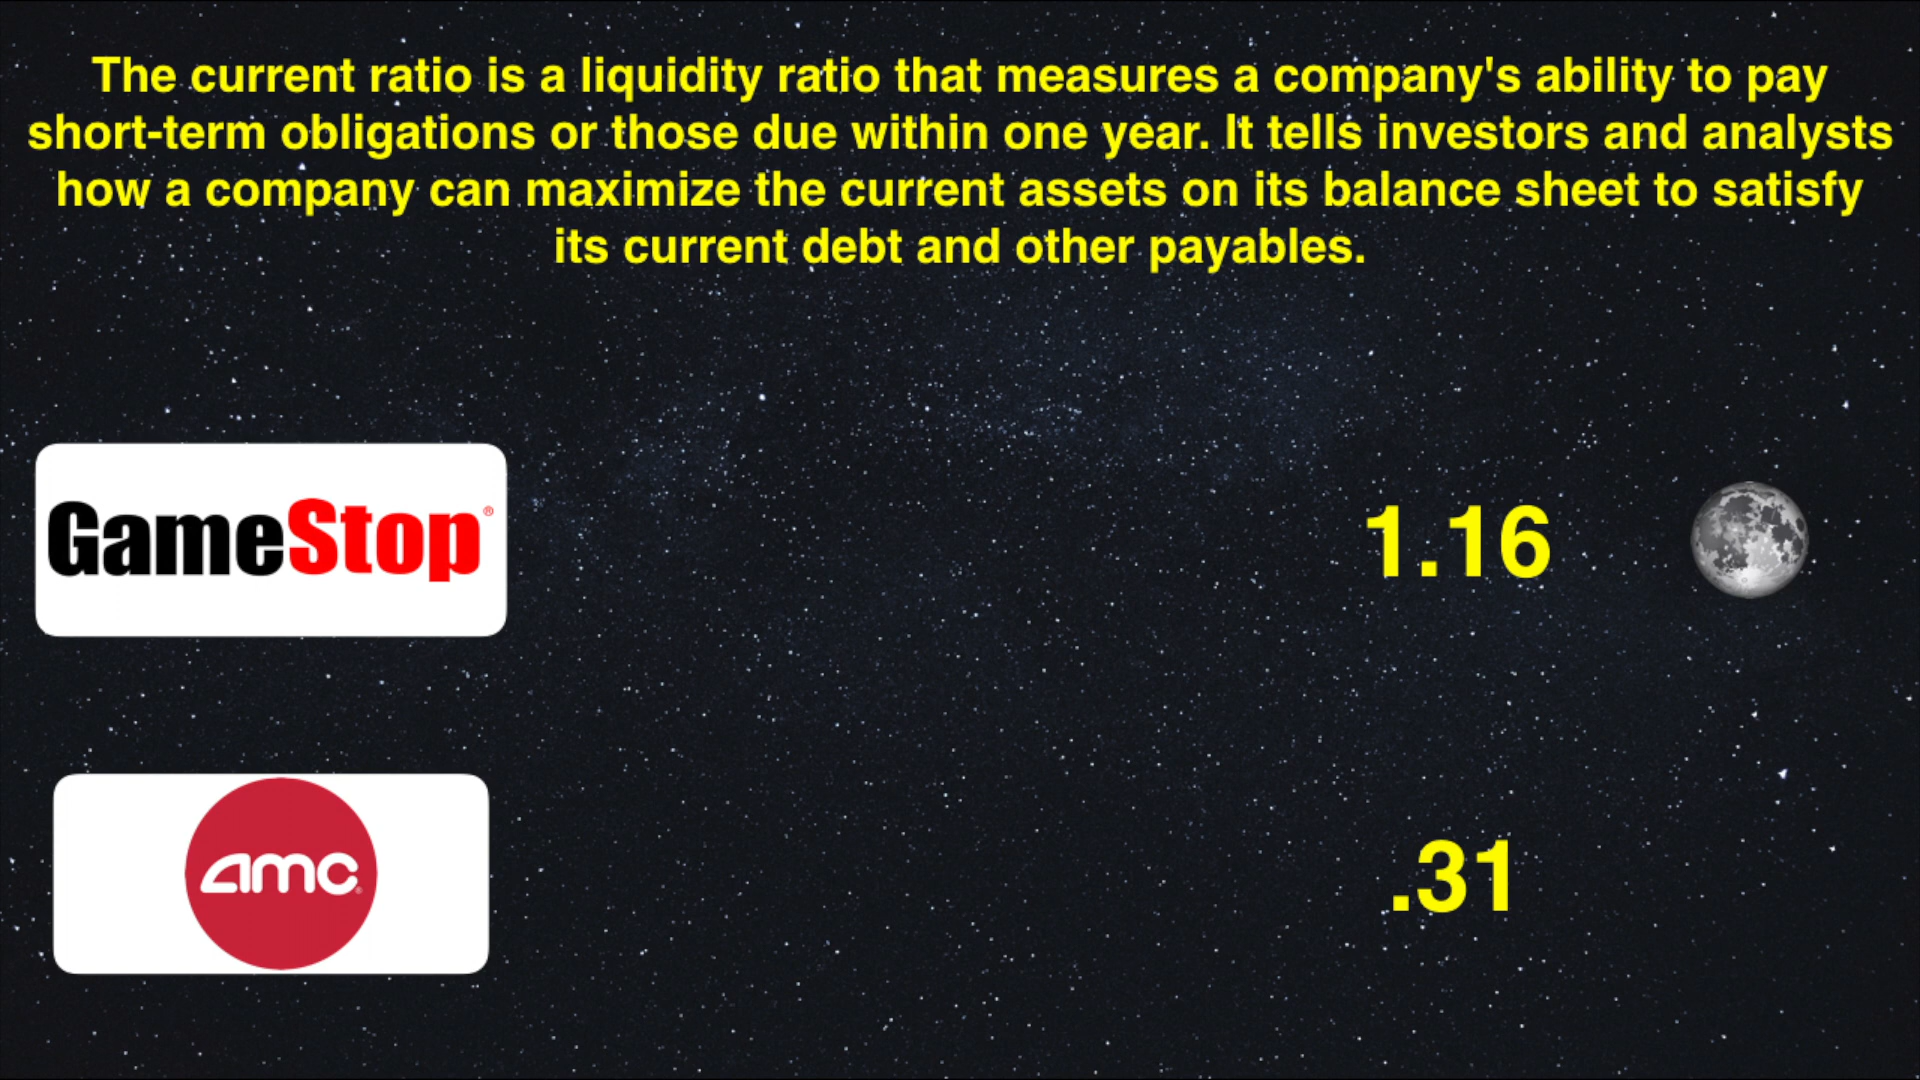 The current ratio is a liquidity ratio that measures a company's ability to pay
short-term obligations or those due within one year. It tells investors and analysts
how a company can maximize the current assets on its balance sheet to satisfy
its current debt and other payables.
GameStop®
1.16
amc
.31